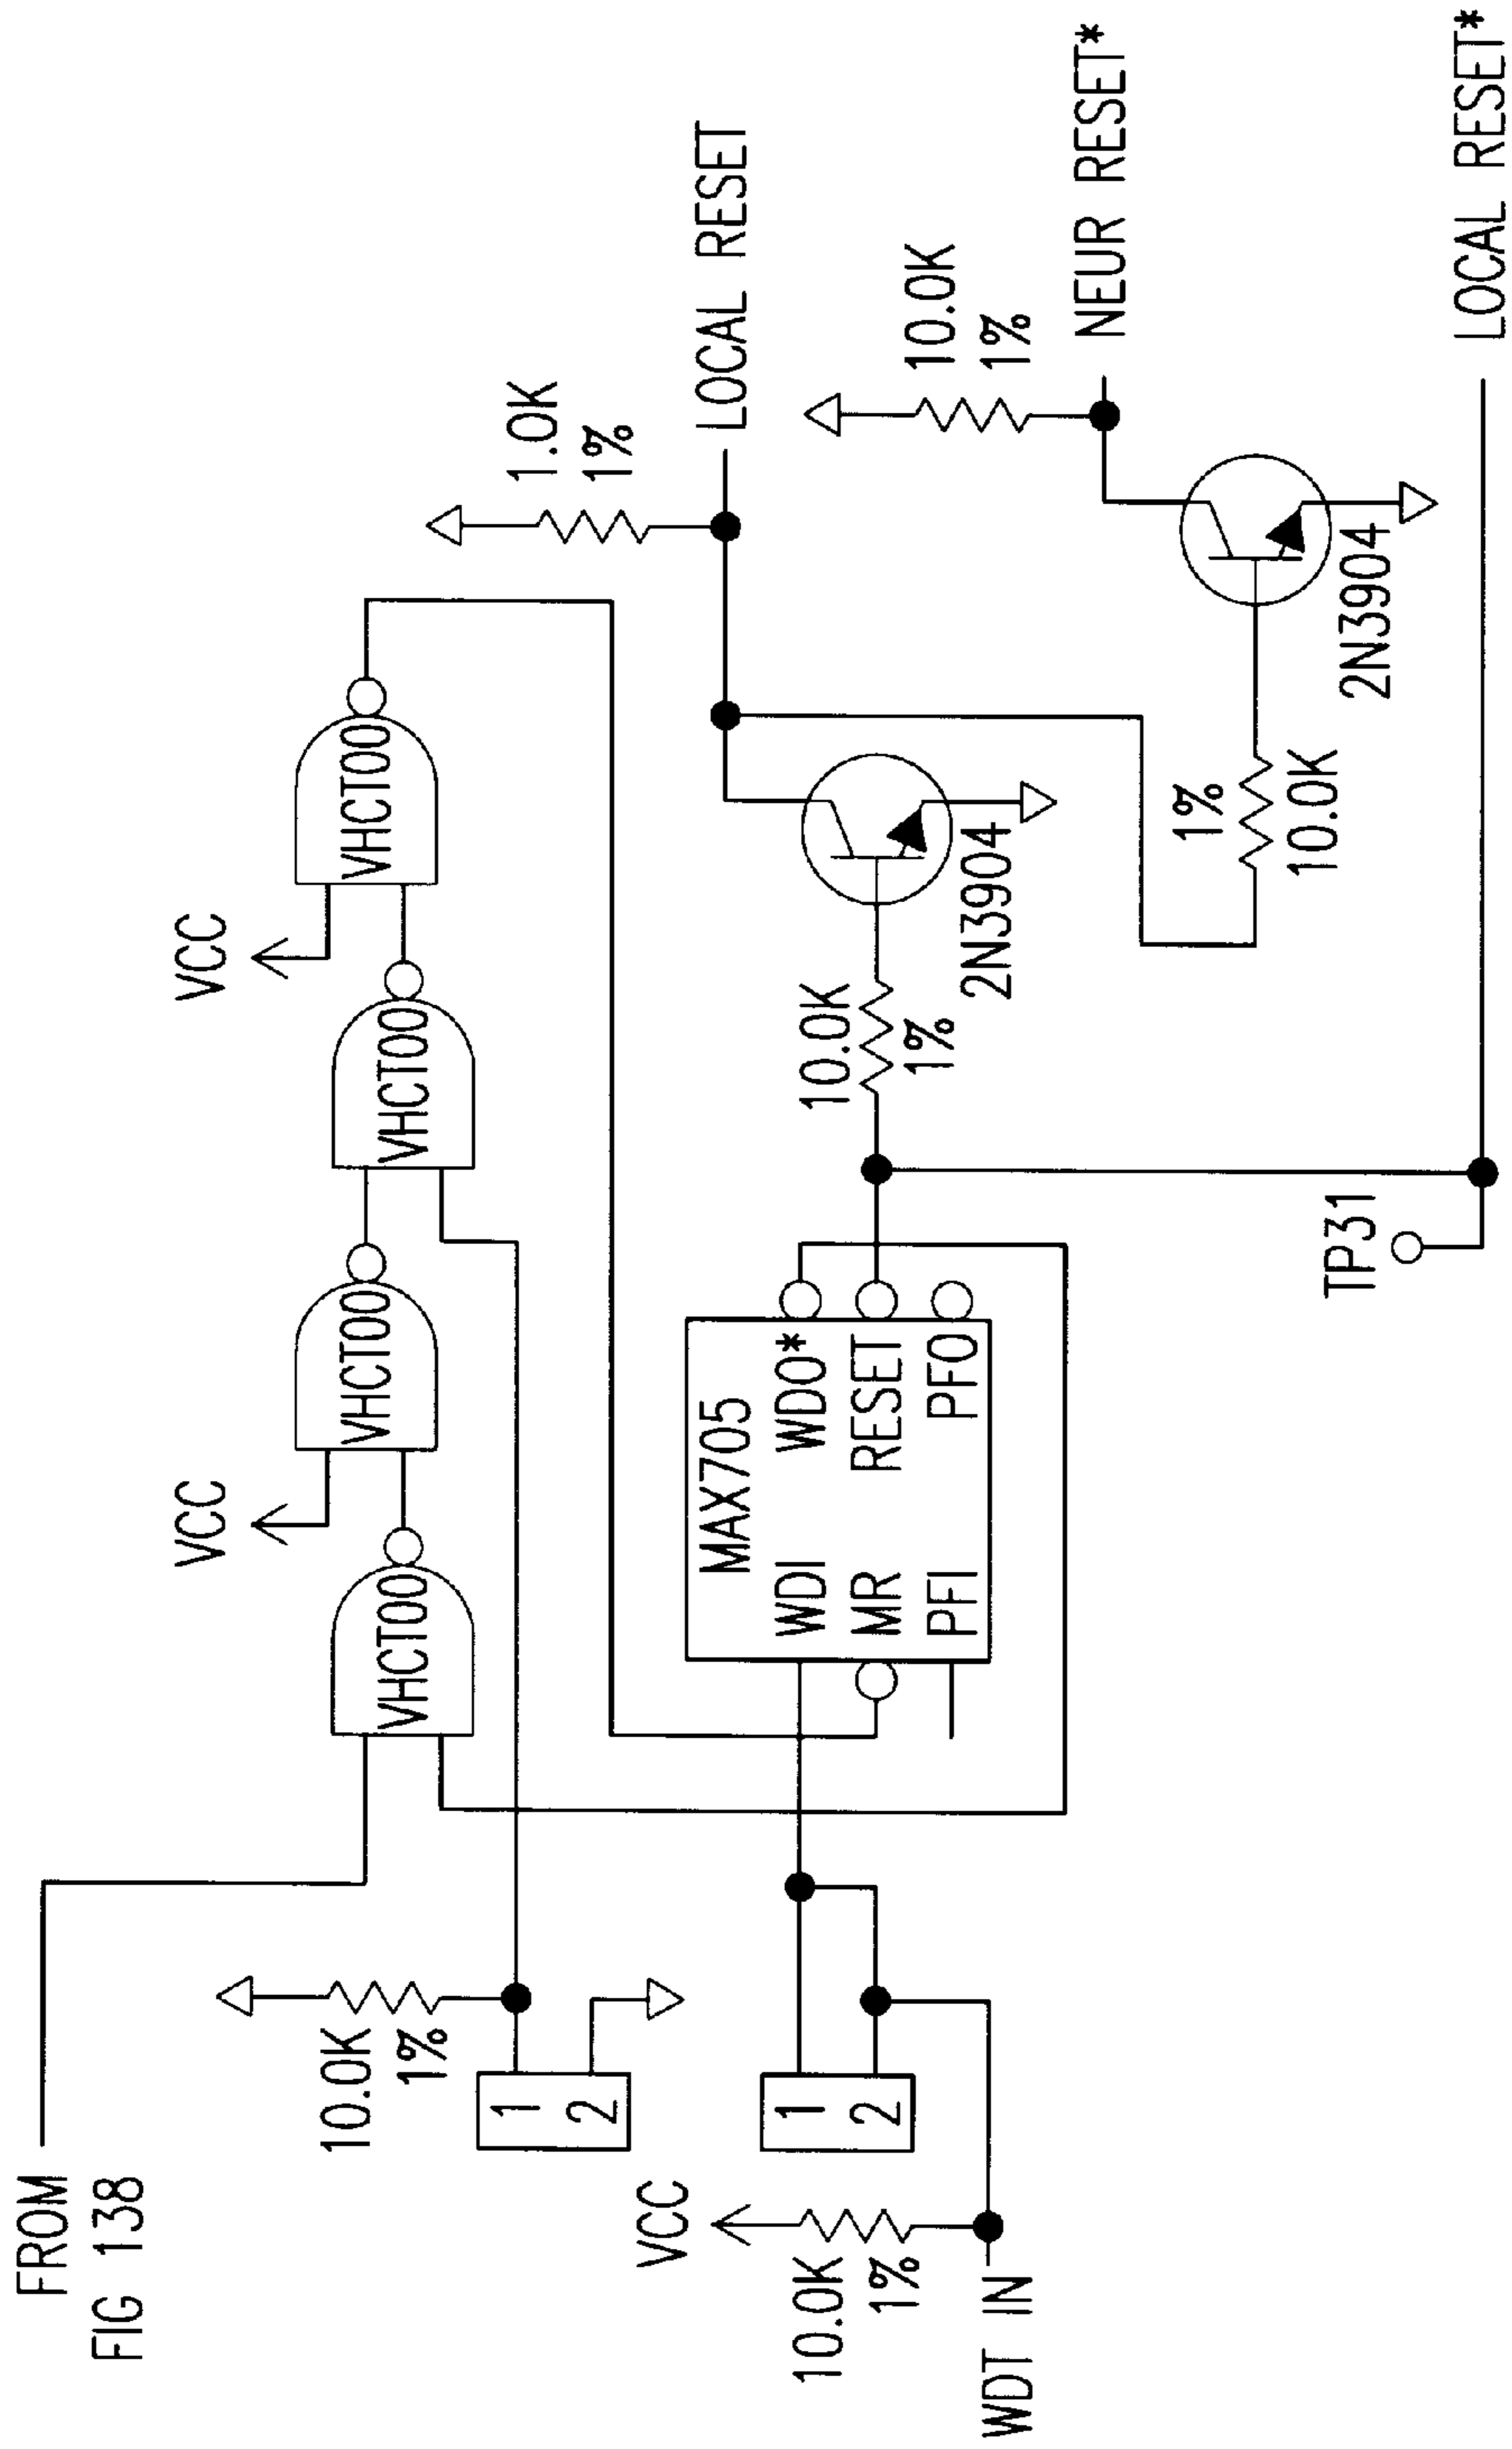 FROM
FIG 138
10.0K
1%
1
2
VCC
10.0K
1%
WDT IN
1
2
VHCT00
VCC
VHCT00
VHCT00
VCC
VHCT00
MAX705
WDI
WDO*
MR
RESET
PFI
PFO
TP31
10.0K
1%
2N3904
1.0K
1%
LOCAL RESET
1%
10.0K
2N3904
10.0K
1%
NEUR RESET*
LOCAL RESET*